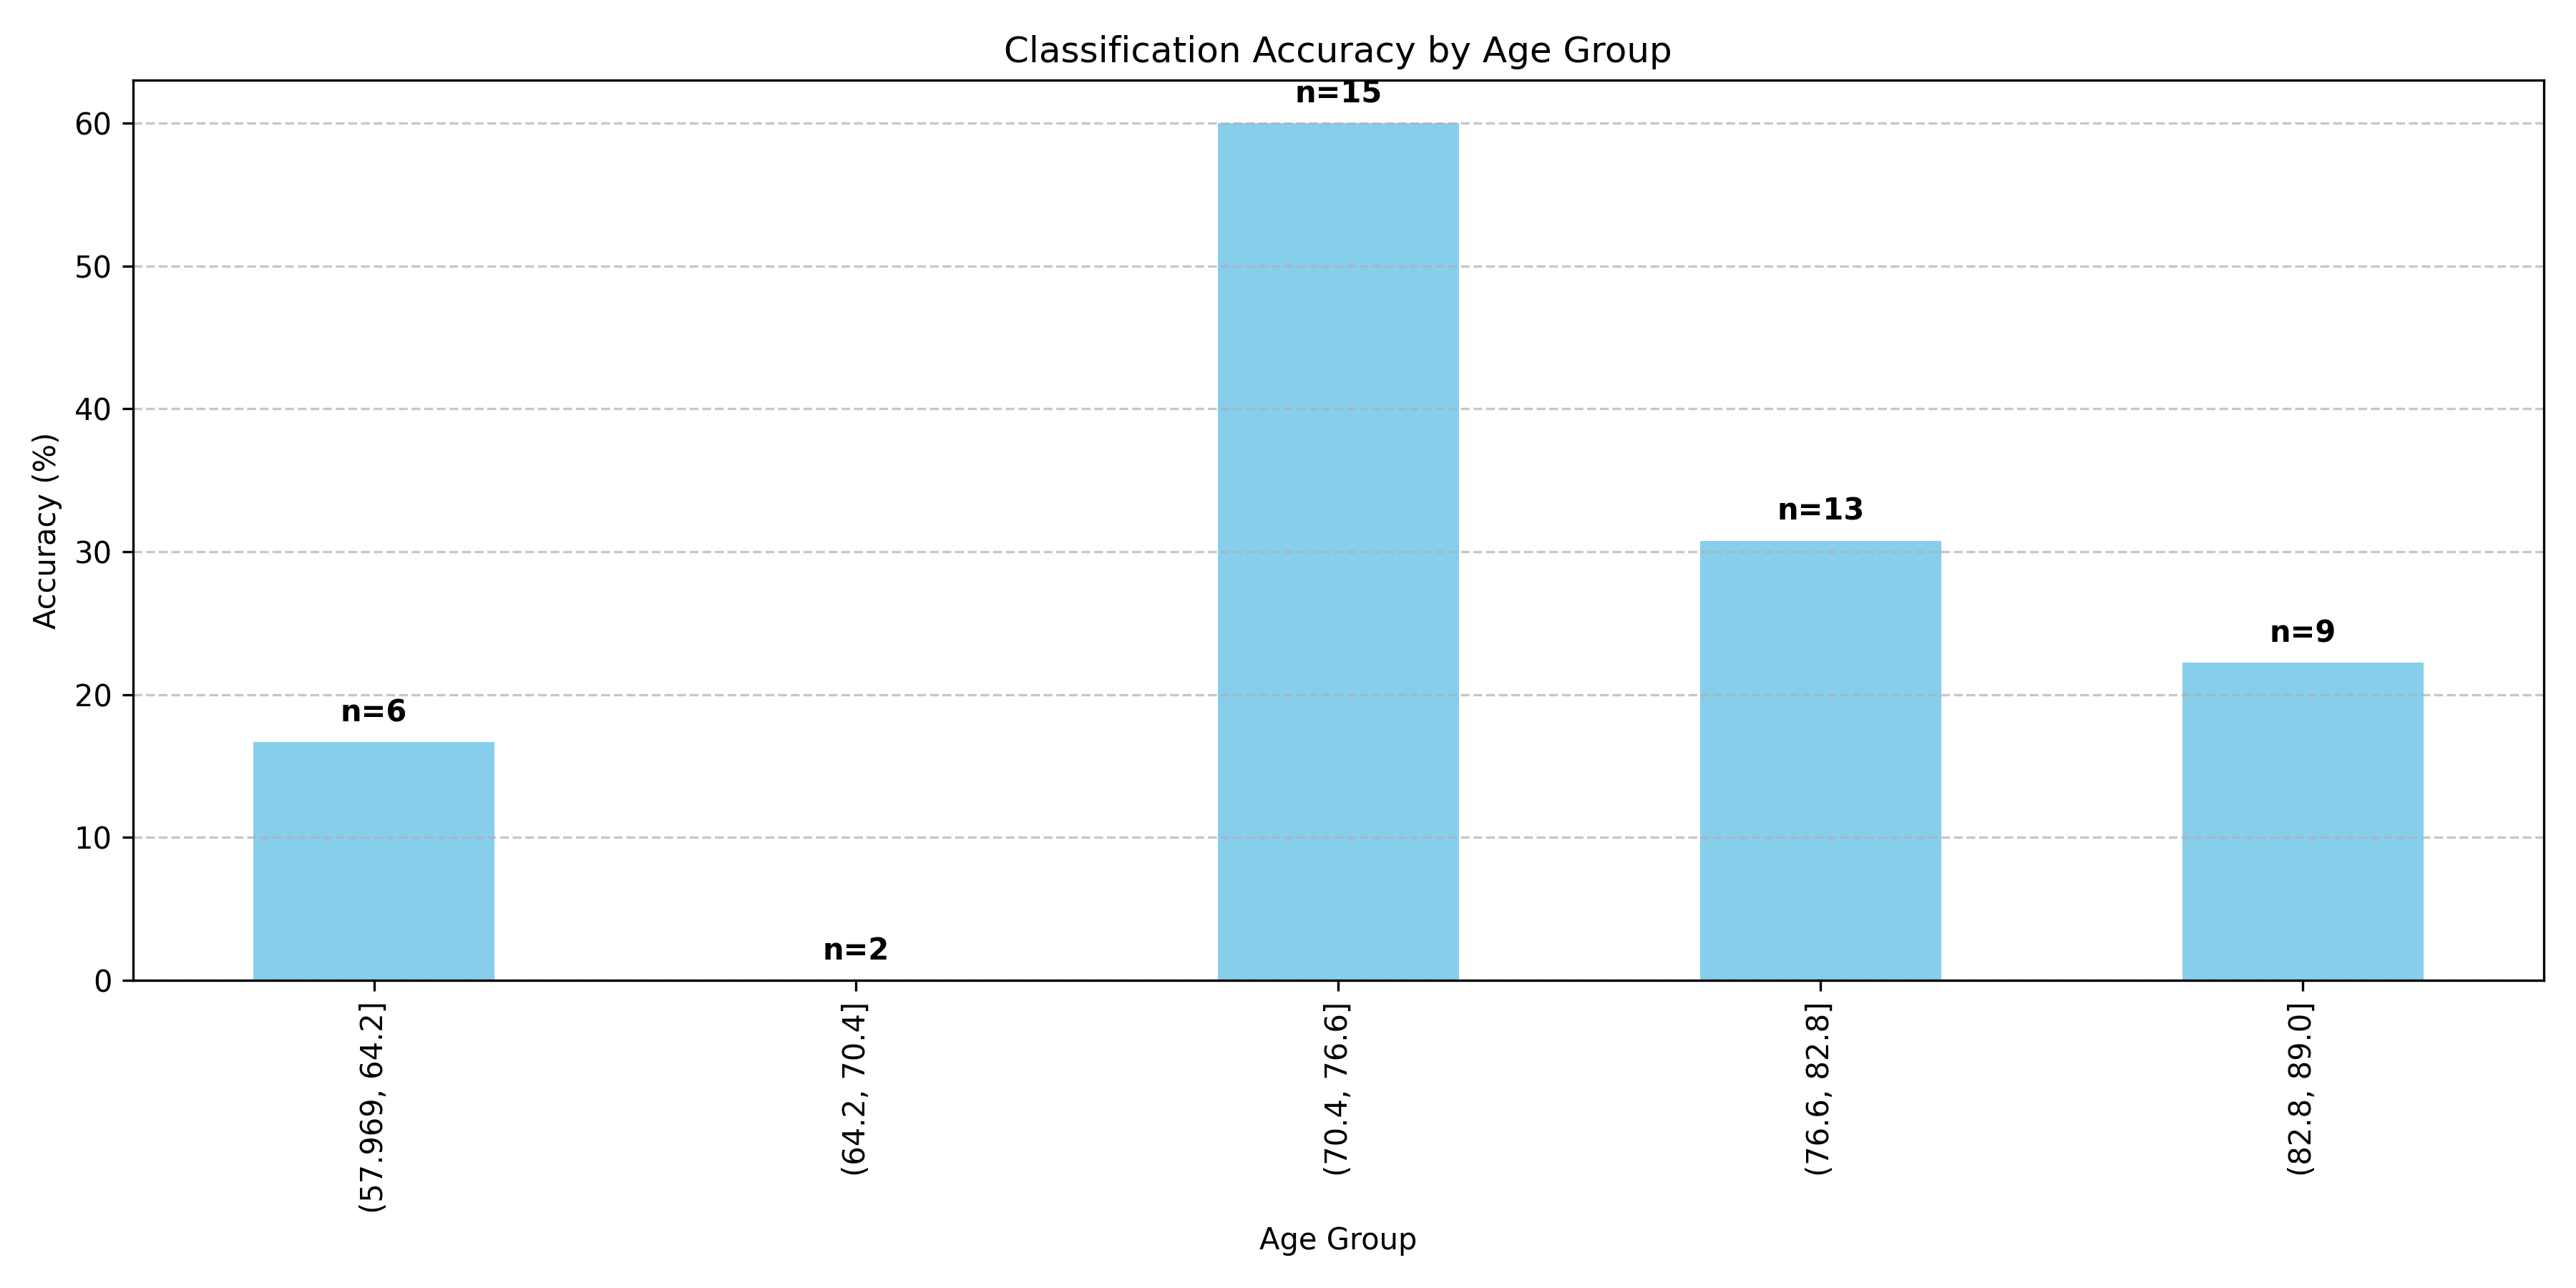 Classification Accuracy by Age Group
n=15
60
50
40
30
20
10
0
Accuracy (%)
n=13
n=9
n=6
n=2
(57.969, 64.2]
(64.2, 70.4]
(70.4, 76.6]
(76.6, 82.8]
(82.8, 89.0]
Age Group